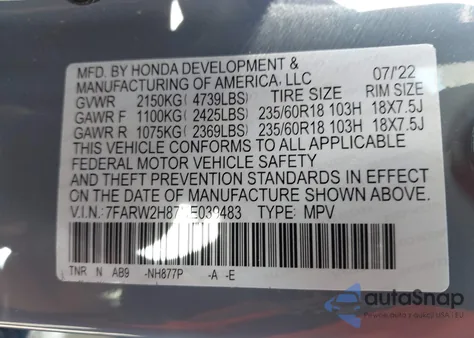 MFD. BY HONDA DEVELOPMENT &
MANUFACTURING OF AMERICA, LLC 07/'22
GVWR 2150KG (4739LBS) TIRE SIZE RIM SIZE
GAWR F 1100KG (2425LBS) 235/60R18 103H 18X7.5J
GAWR R 1075KG (2369LBS) 235/60R18 103H 18X7.5J
THIS VEHICLE CONFORMS TO ALL APPLICABLE
FEDERAL MOTOR VEHICLE SAFETY
AND THEFT PREVENTION STANDARDS IN EFFECT
ON THE DATE OF MANUFACTURE SHOWN ABOVE.
V.I.N.: TYPE: MPV
TNR N AB9 -NH877P -A -E
autoSnap